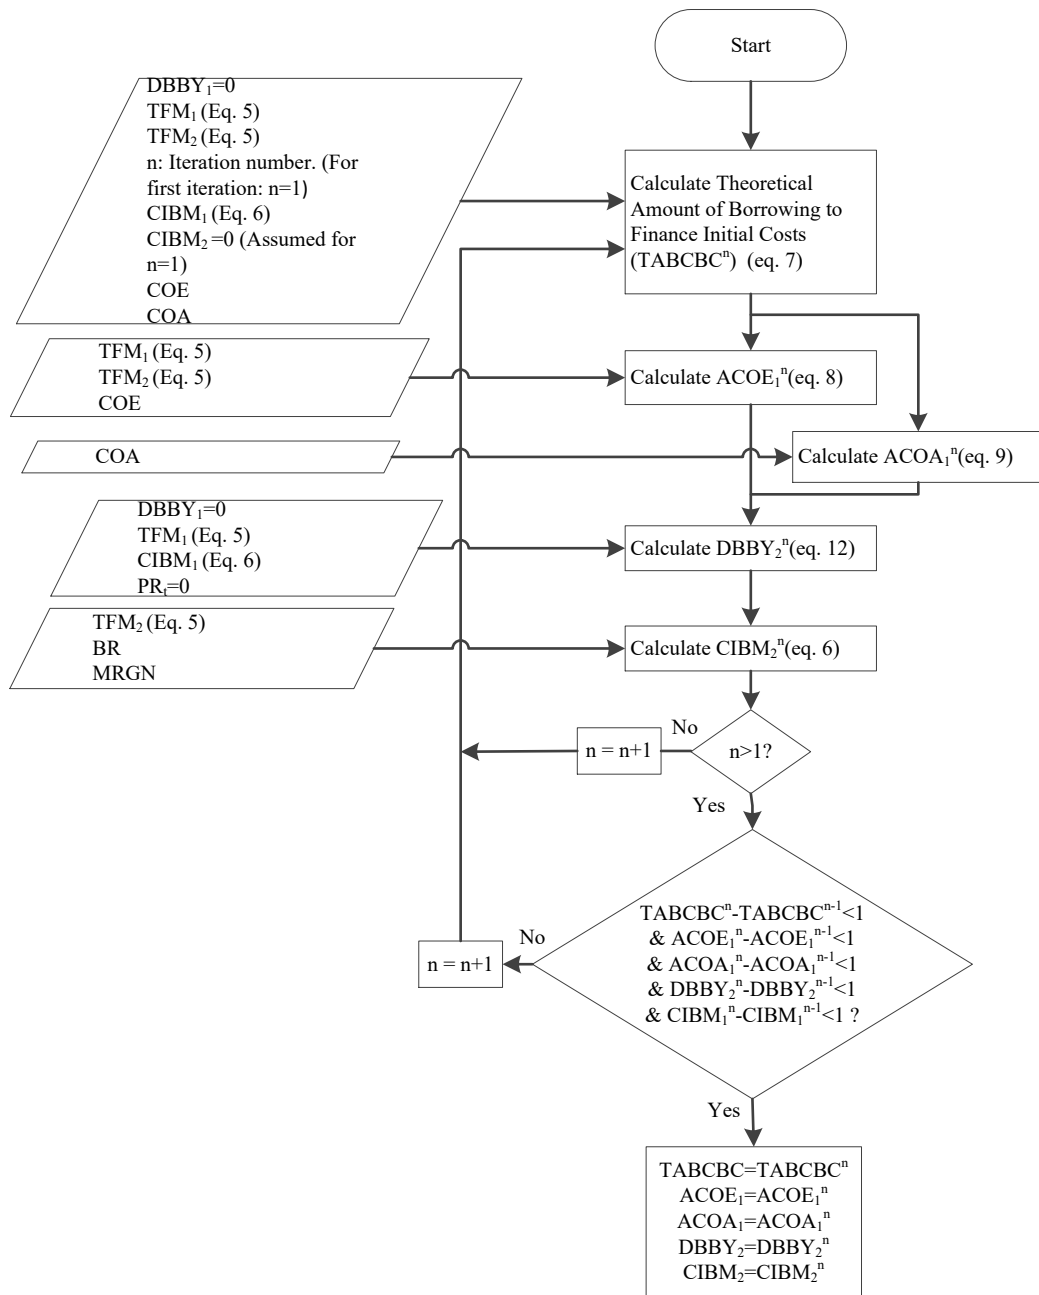 Start
DBBY₁=0
TFM₁ (Eq. 5)
TFM₂ (Eq. 5)
n: Iteration number. (For
first iteration: n=1)
CIBM₁ (Eq. 6)
CIBM₂ =0 (Assumed for
n=1)
COE
COA
Calculate Theoretical
Amount of Borrowing to
Finance Initial Costs
(TABCBCⁿ) (eq. 7)
TFM₁ (Eq. 5)
TFM₂ (Eq. 5)
COE
Calculate ACOE₁ⁿ(eq. 8)
COA
Calculate ACOA₁ⁿ(eq. 9)
DBBY₁=0
TFM₁ (Eq. 5)
CIBM₁ (Eq. 6)
PRₜ=0
Calculate DBBY₂ⁿ(eq. 12)
TFM₂ (Eq. 5)
BR
MRGN
Calculate CIBM₂ⁿ(eq. 6)
No
n = n+1
n>1?
Yes
TABCBCⁿ-TABCBCⁿ⁻¹<1
& ACOE₁ⁿ-ACOE₁ⁿ⁻¹<1
& ACOA₁ⁿ-ACOA₁ⁿ⁻¹<1
& DBBY₂ⁿ-DBBY₂ⁿ⁻¹<1
& CIBM₁ⁿ-CIBM₁ⁿ⁻¹<1 ?
No
n = n+1
Yes
TABCBC=TABCBCⁿ
ACOE₁=ACOE₁ⁿ
ACOA₁=ACOA₁ⁿ
DBBY₂=DBBY₂ⁿ
CIBM₂=CIBM₂ⁿ